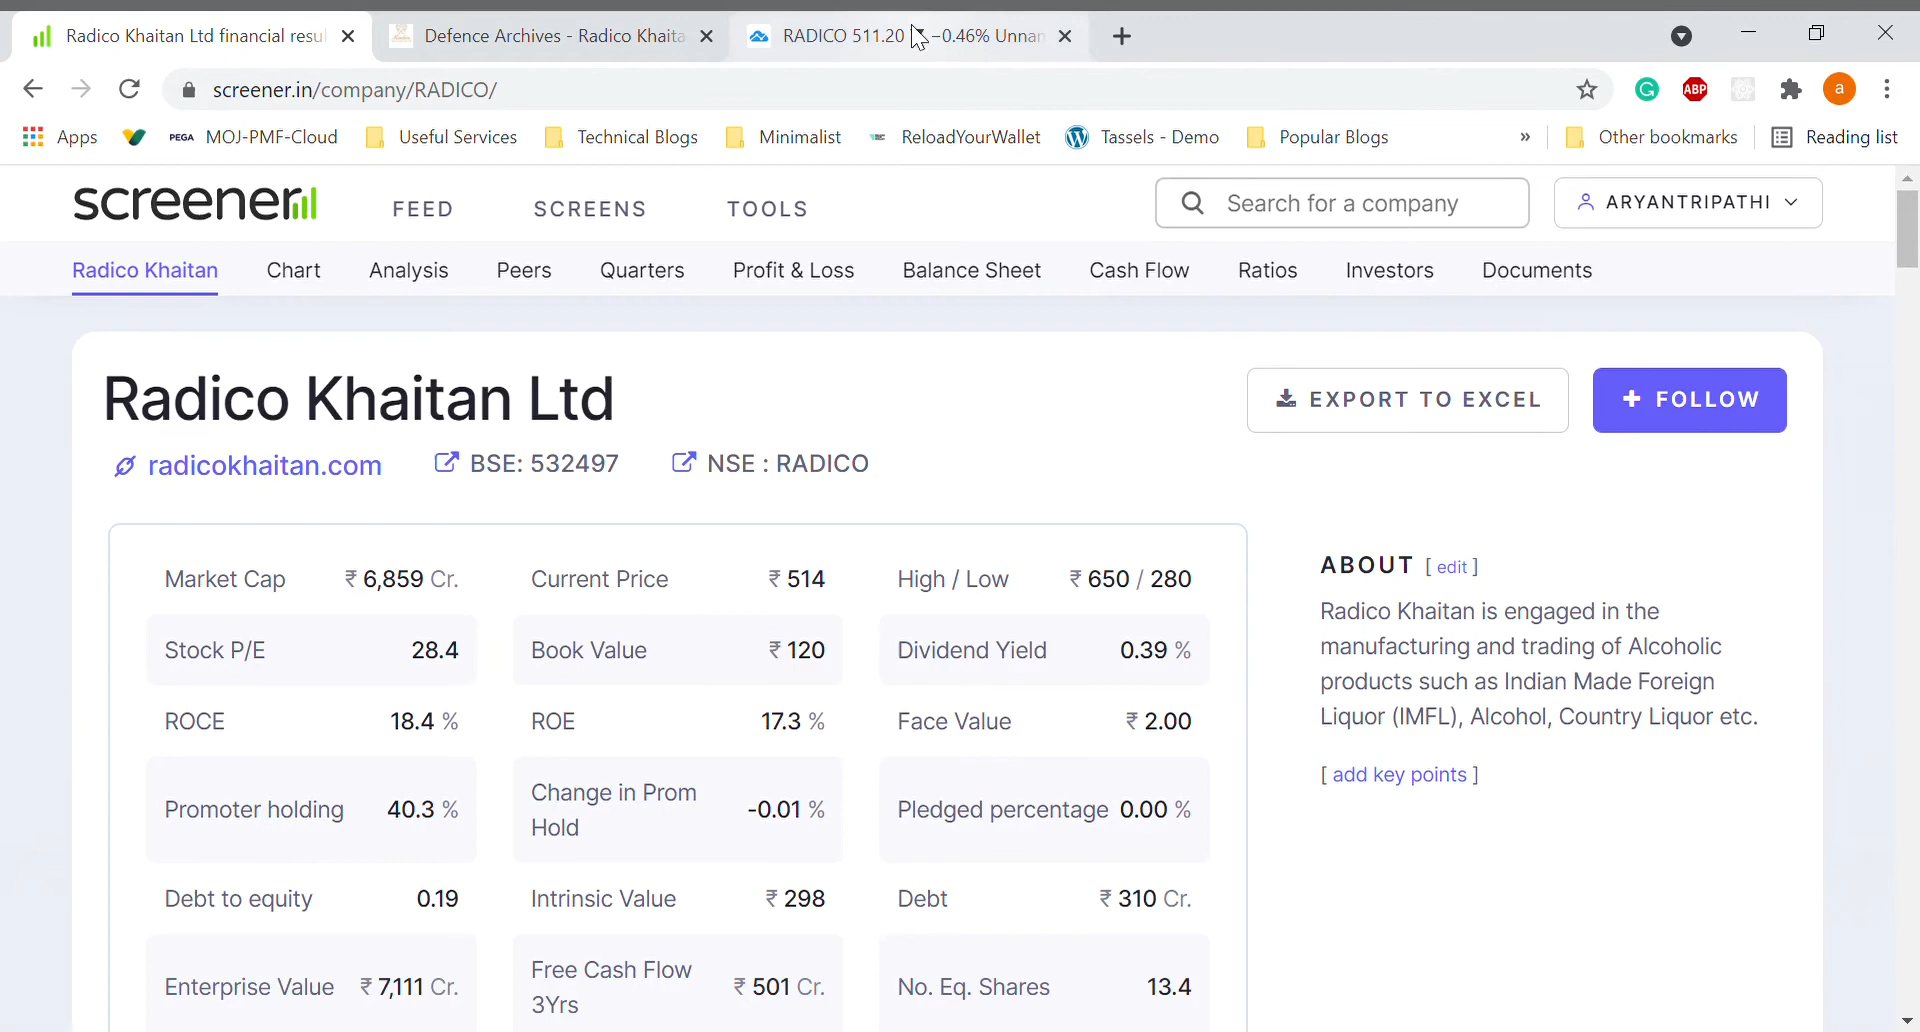 Radico Khaitan Ltd financial resu
Defence Archives - Radico Khaita
RADICO 511.20 ▼ −0.46% Unnan
screener.in/company/RADICO/
G
ABP
a
Apps
PEGA MOJ-PMF-Cloud
Useful Services
Technical Blogs
Minimalist
ReloadYourWallet
Tassels - Demo
Popular Blogs
»
Other bookmarks
Reading list
screener
FEED
SCREENS
TOOLS
Search for a company
ARYANTRIPATHI
Radico Khaitan
Chart
Analysis
Peers
Quarters
Profit & Loss
Balance Sheet
Cash Flow
Ratios
Investors
Documents
Radico Khaitan Ltd
EXPORT TO EXCEL
+ FOLLOW
radicokhaitan.com
BSE: 532497
NSE : RADICO
Market Cap ₹ 6,859 Cr.
Current Price ₹ 514
High / Low ₹ 650 / 280
Stock P/E 28.4
Book Value ₹ 120
Dividend Yield 0.39 %
ROCE 18.4 %
ROE 17.3 %
Face Value ₹ 2.00
Promoter holding 40.3 %
Change in Prom
Hold
-0.01 %
Pledged percentage 0.00 %
Debt to equity 0.19
Intrinsic Value ₹ 298
Debt ₹ 310 Cr.
Enterprise Value ₹ 7,111 Cr.
Free Cash Flow
3Yrs
₹ 501 Cr.
No. Eq. Shares 13.4
ABOUT [ edit ]
Radico Khaitan is engaged in the
manufacturing and trading of Alcoholic
products such as Indian Made Foreign
Liquor (IMFL), Alcohol, Country Liquor etc.
[ add key points ]